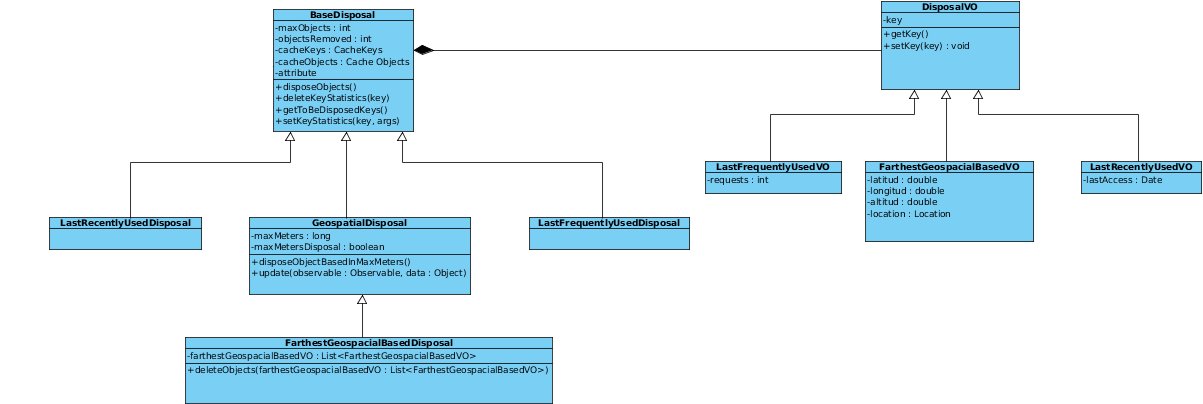 BaseDisposal
-maxObjects : int
-objectsRemoved : int
-cacheKeys : CacheKeys
-cacheObjects : Cache Objects
-attribute
+disposeObjects()
+deleteKeyStatistics(key)
+getToBeDisposedKeys()
+setKeyStatistics(key, args)
DisposalVO
-key
+getKey()
+setKey(key) : void
LastFrequentlyUsedVO
-requests : int
FarthestGeospacialBasedVO
-latitud : double
-longitud : double
-altitud : double
-location : Location
LastRecentlyUsedVO
-lastAccess : Date
LastRecentlyUsedDisposal
GeospatialDisposal
-maxMeters : long
-maxMetersDisposal : boolean
+disposeObjectBasedInMaxMeters()
+update(observable : Observable, data : Object)
LastFrequentlyUsedDisposal
FarthestGeospacialBasedDisposal
-farthestGeospacialBasedVO : List<FarthestGeospacialBasedVO>
+deleteObjects(farthestGeospacialBasedVO : List<FarthestGeospacialBasedVO>)